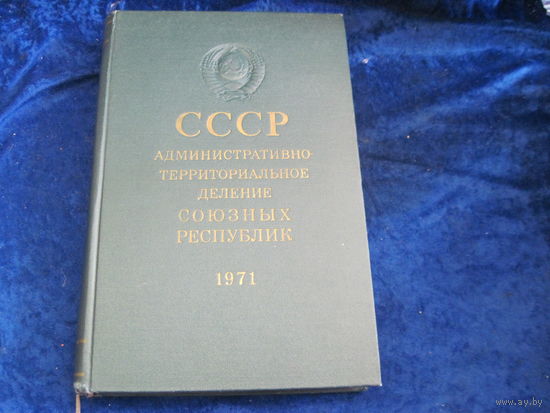 СССР
АДМИНИСТРАТИВНО-
ТЕРРИТОРИАЛЬНОЕ
ДЕЛЕНИЕ
СОЮЗНЫХ
РЕСПУБЛИК
1971
www.ay.by